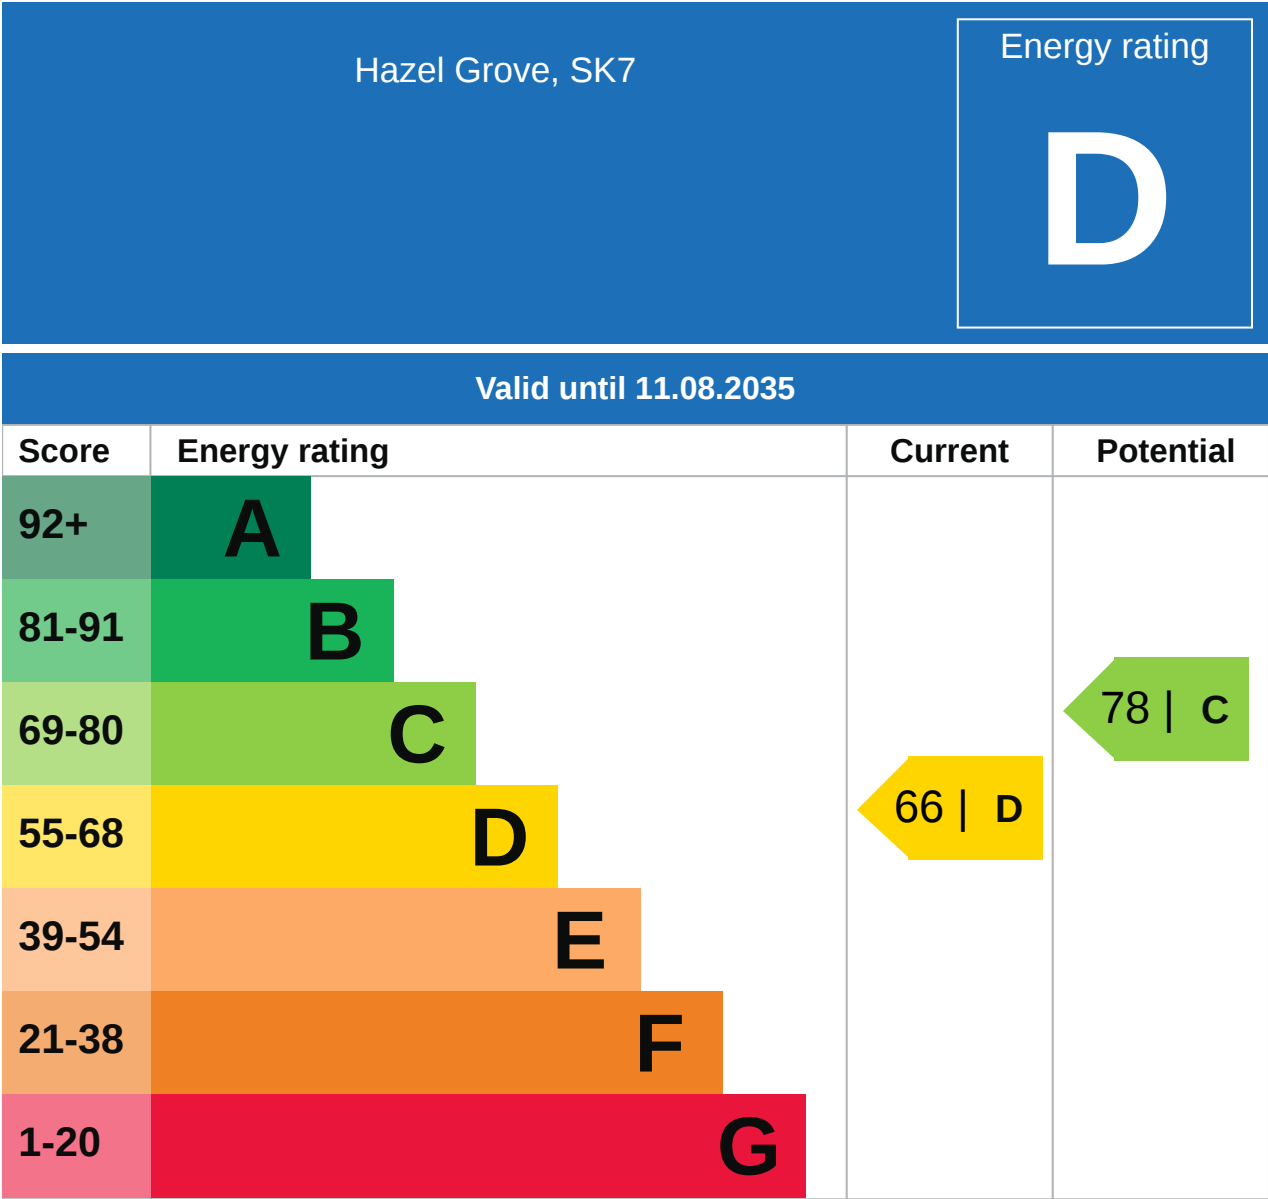 Hazel Grove, SK7
Energy rating
D
Valid until 11.08.2035
Score Energy rating Current Potential
92+ A
81-91 B
69-80 C
78 | C
55-68 D
66 | D
39-54 E
21-38 F
1-20 G